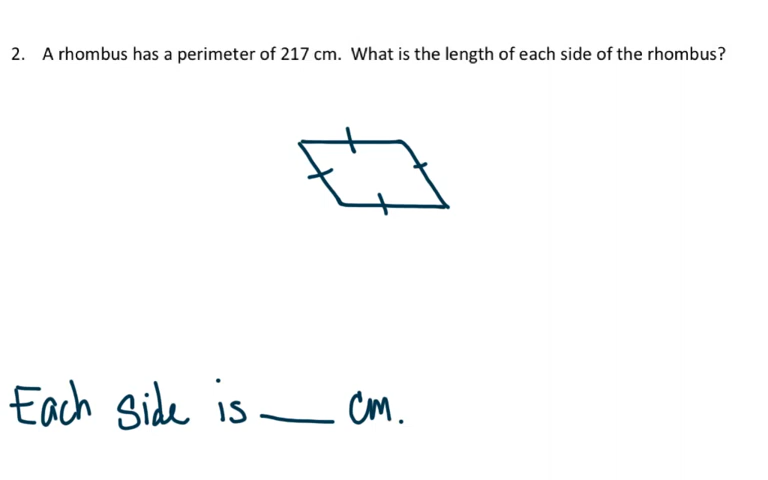 2. A rhombus has a perimeter of 217 cm. What is the length of each side of the rhombus?
Each side is ___ cm.